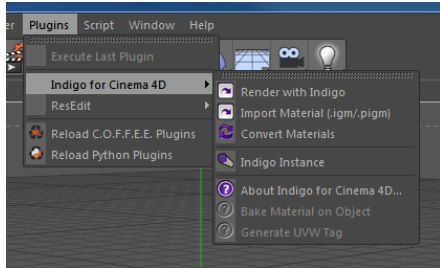 er Plugins Script Window Help
Execute Last Plugin
Indigo for Cinema 4D
ResEdit
Reload C.O.F.F.E.E. Plugins
Reload Python Plugins
Render with Indigo
Import Material (.igm/.pigm)
Convert Materials
Indigo Instance
About Indigo for Cinema 4D...
Bake Material on Object
Generate UVW Tag